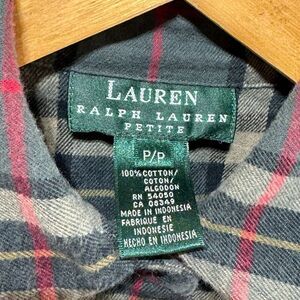 LAUREN
RALPH LAUREN
PETITE
P/P
100% COTTON/
COTON/
ALGODON
RN 54050
CA 08349
MADE IN INDONESIA
FABRIQUE EN
INDONESIE
HECHO EN INDONESIA